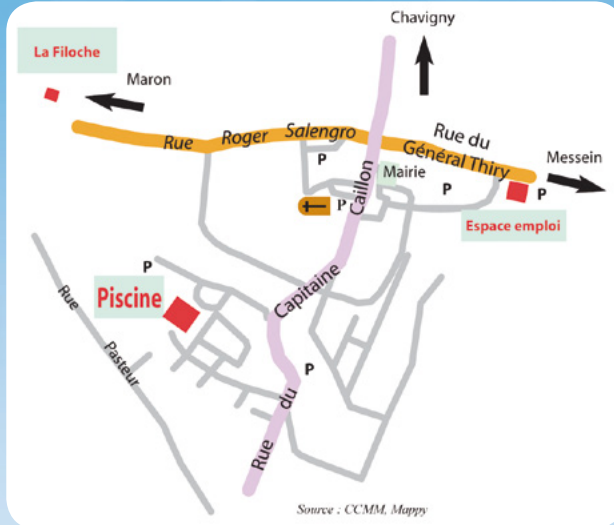 Chavigny
La Filoche
Maron
Rue Roger Salengro
Rue du
Général Thiry
Messein
P
Mairie
P
P
P
Espace emploi
Caillon
Capitaine
P
Piscine
Rue
Pasteur
P
du
Rue
Source : CCMM, Mappy